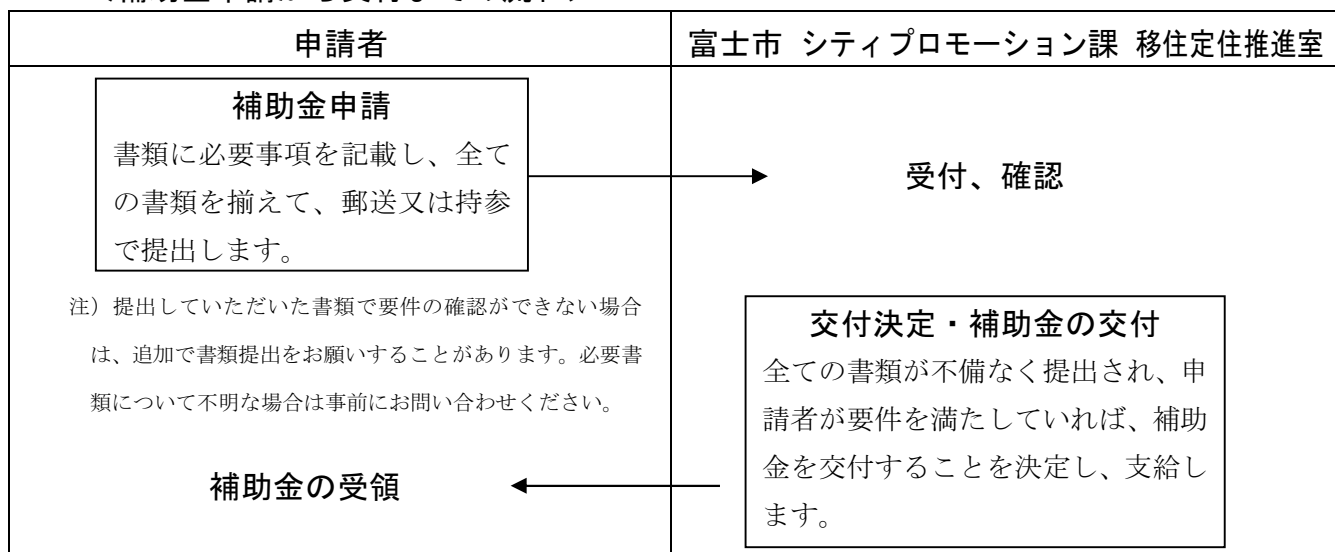 申請者
富士市 シティプロモーション課 移住定住推進室
補助金申請
書類に必要事項を記載し、全て
の書類を揃えて、郵送又は持参
で提出します。
受付、確認
注）提出していただいた書類で要件の確認ができない場合
は、追加で書類提出をお願いすることがあります。必要書
類について不明な場合は事前にお問い合わせください。
交付決定・補助金の交付
全ての書類が不備なく提出され、申
請者が要件を満たしていれば、補助
金を交付することを決定し、支給し
ます。
補助金の受領